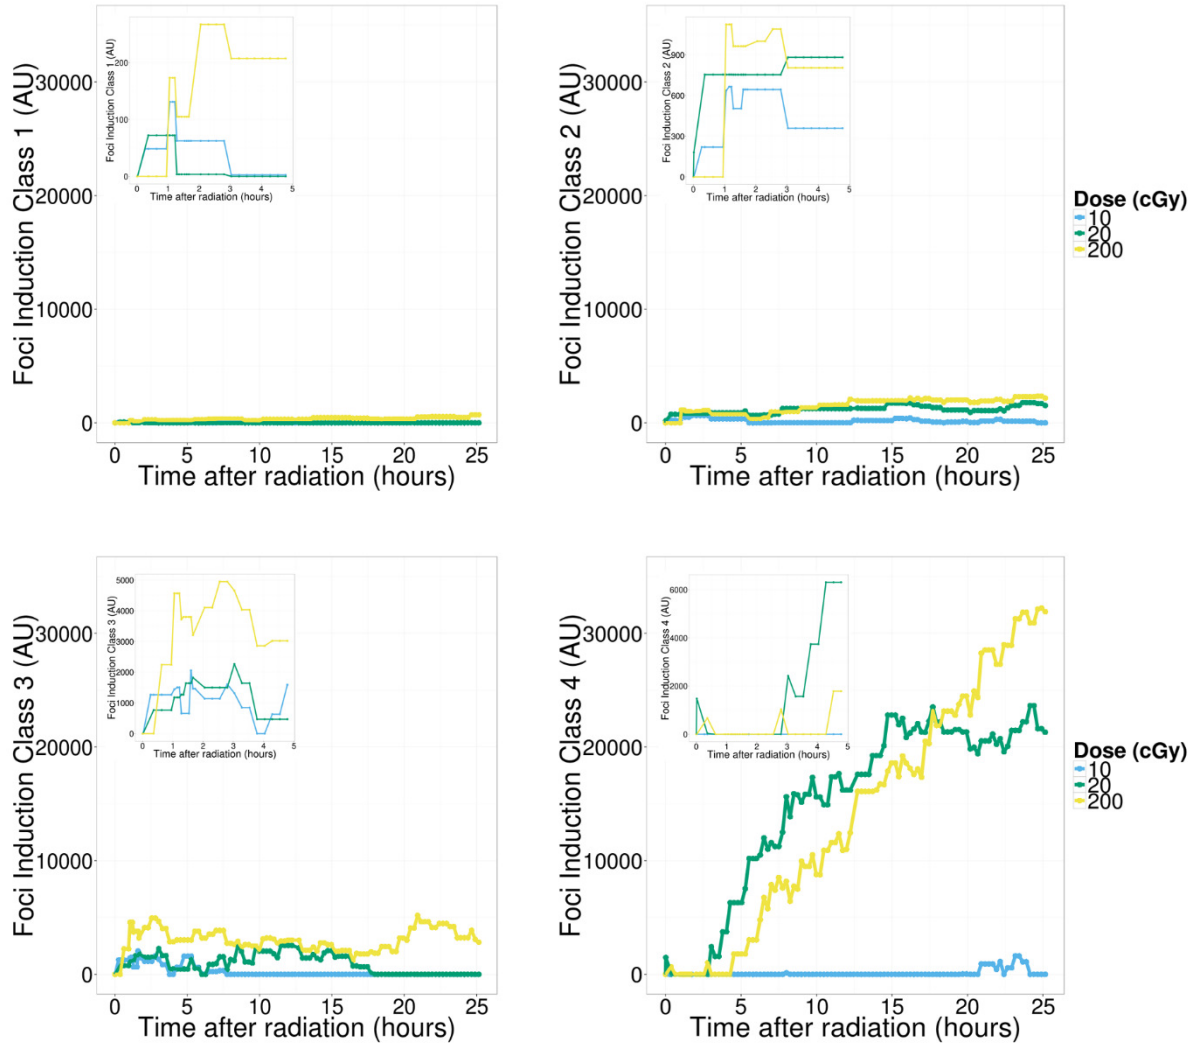 Foci Induction Class 1 (AU)
30000
20000
10000
0
0 5 10 15 20 25
Time after radiation (hours)
Foci Induction Class 1 (AU)
200
100
0
0 1 2 3 4 5
Time after radiation (hours)
Foci Induction Class 2 (AU)
30000
20000
10000
0
0 5 10 15 20 25
Time after radiation (hours)
Foci Induction Class 2 (AU)
900
600
300
0
0 1 2 3 4 5
Time after radiation (hours)
Dose (cGy)
10
20
200
Foci Induction Class 3 (AU)
30000
20000
10000
0
0 5 10 15 20 25
Time after radiation (hours)
Foci Induction Class 3 (AU)
5000
4000
3000
2000
1000
0
0 1 2 3 4 5
Time after radiation (hours)
Foci Induction Class 4 (AU)
30000
20000
10000
0
0 5 10 15 20 25
Time after radiation (hours)
Foci Induction Class 4 (AU)
6000
4000
2000
0
0 1 2 3 4 5
Time after radiation (hours)
Dose (cGy)
10
20
200